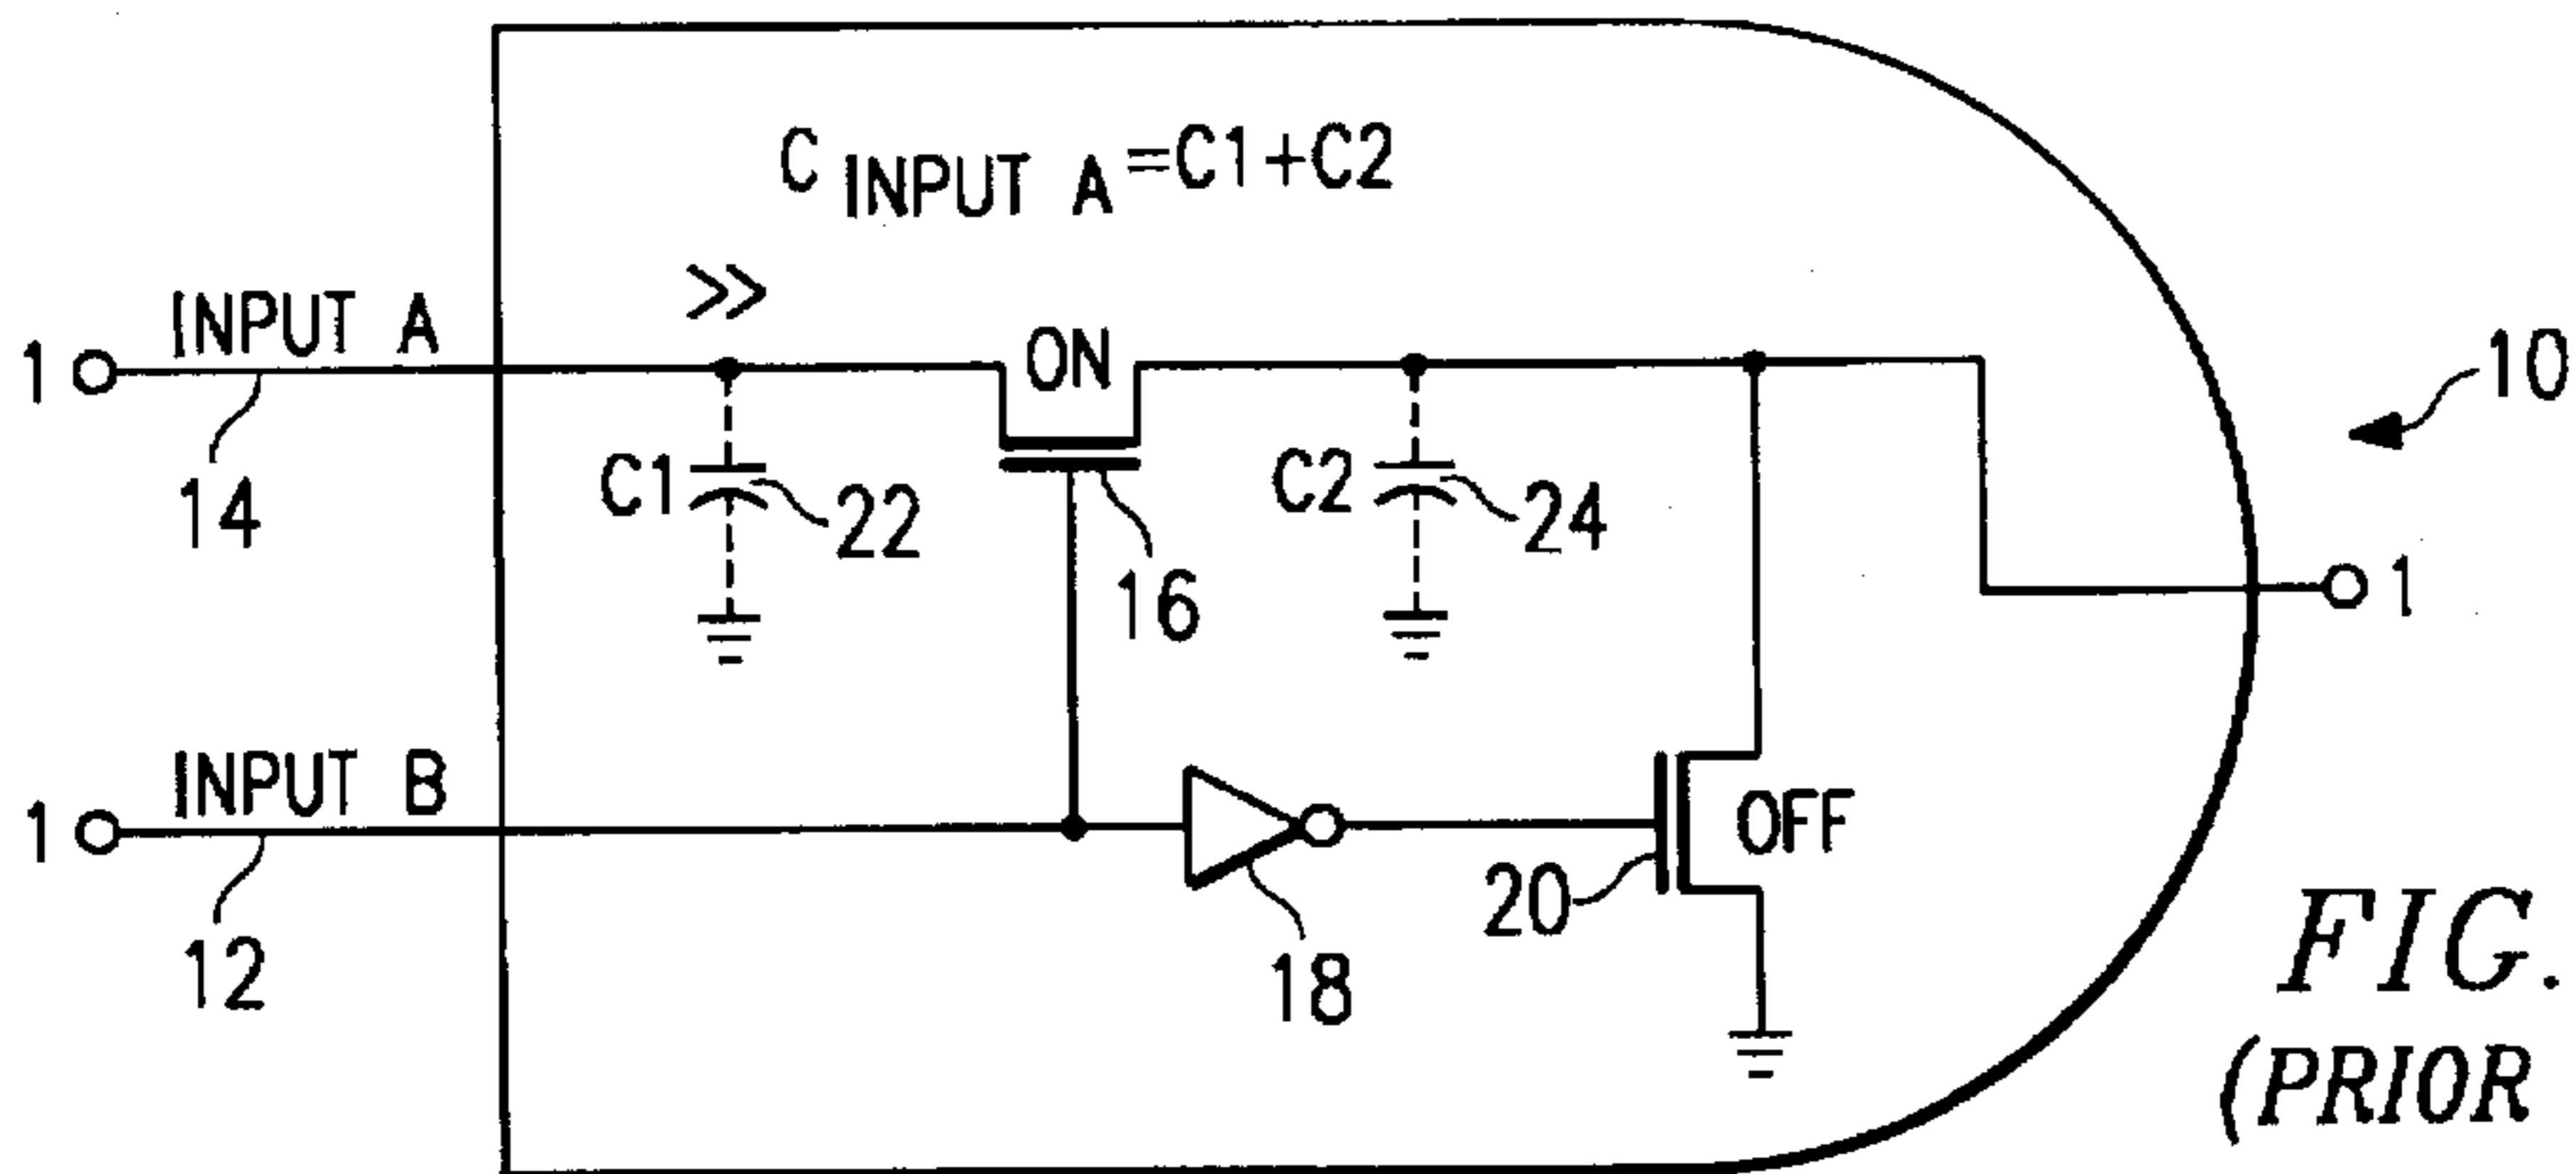 C INPUT A =C1+C2
>>
1 INPUT A
ON
10
C1
22
C2
24
14
16
1
1 INPUT B
OFF
20
12
18
FIG.
(PRIOR